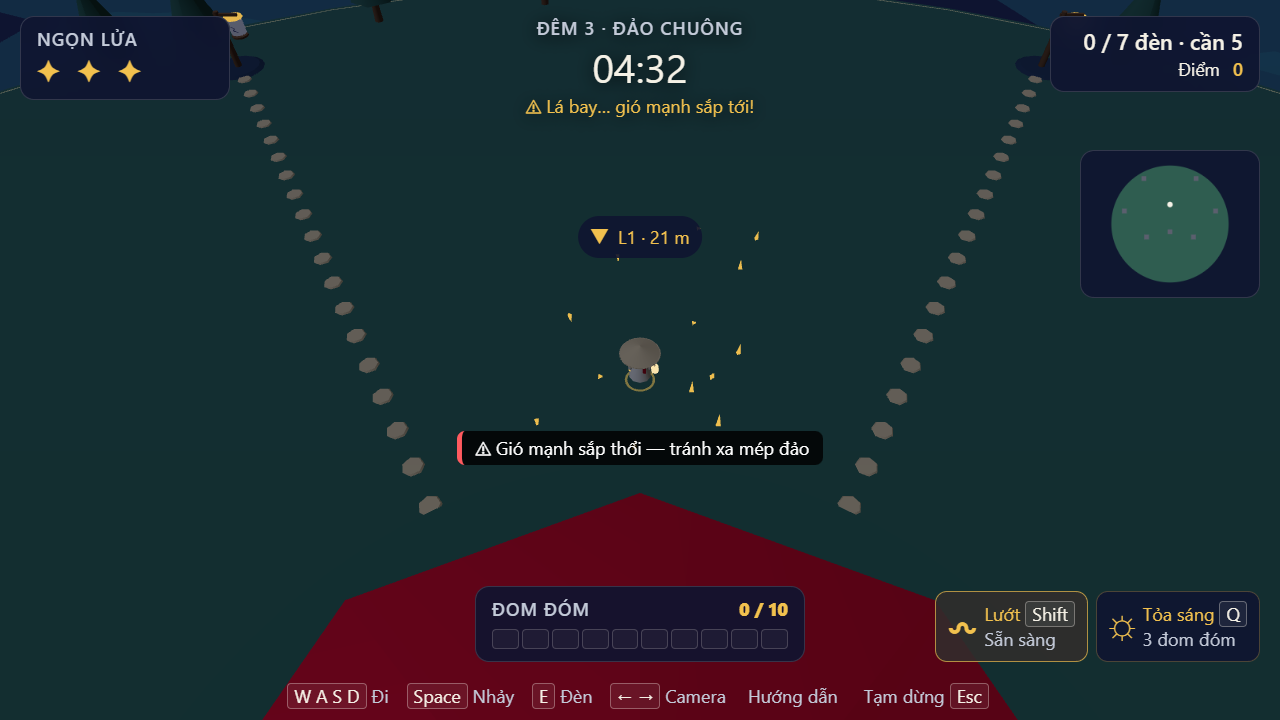 NGỌN LỬA
ĐÊM 3 · ĐẢO CHUÔNG
04:32
⚠ Lá bay... gió mạnh sắp tới!
0 / 7 đèn · cần 5
Điểm 0
L1 · 21 m
⚠ Gió mạnh sắp thổi — tránh xa mép đảo
ĐOM ĐÓM 0 / 10
Lướt Shift
Sẵn sàng
Tỏa sáng Q
3 đom đóm
W A S D Đi Space Nhảy E Đèn ← → Camera Hướng dẫn Tạm dừng Esc